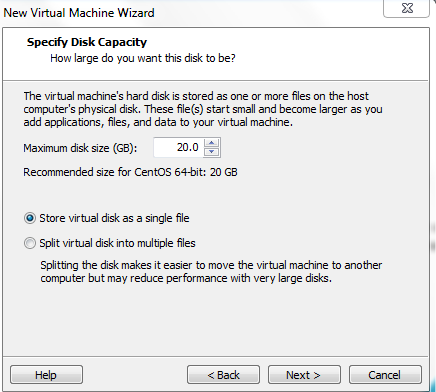 New Virtual Machine Wizard
Specify Disk Capacity
How large do you want this disk to be?
The virtual machine's hard disk is stored as one or more files on the host
computer's physical disk. These file(s) start small and become larger as you
add applications, files, and data to your virtual machine.
Maximum disk size (GB): 20.0
Recommended size for CentOS 64-bit: 20 GB
Store virtual disk as a single file
Split virtual disk into multiple files
Splitting the disk makes it easier to move the virtual machine to another
computer but may reduce performance with very large disks.
Help < Back Next > Cancel